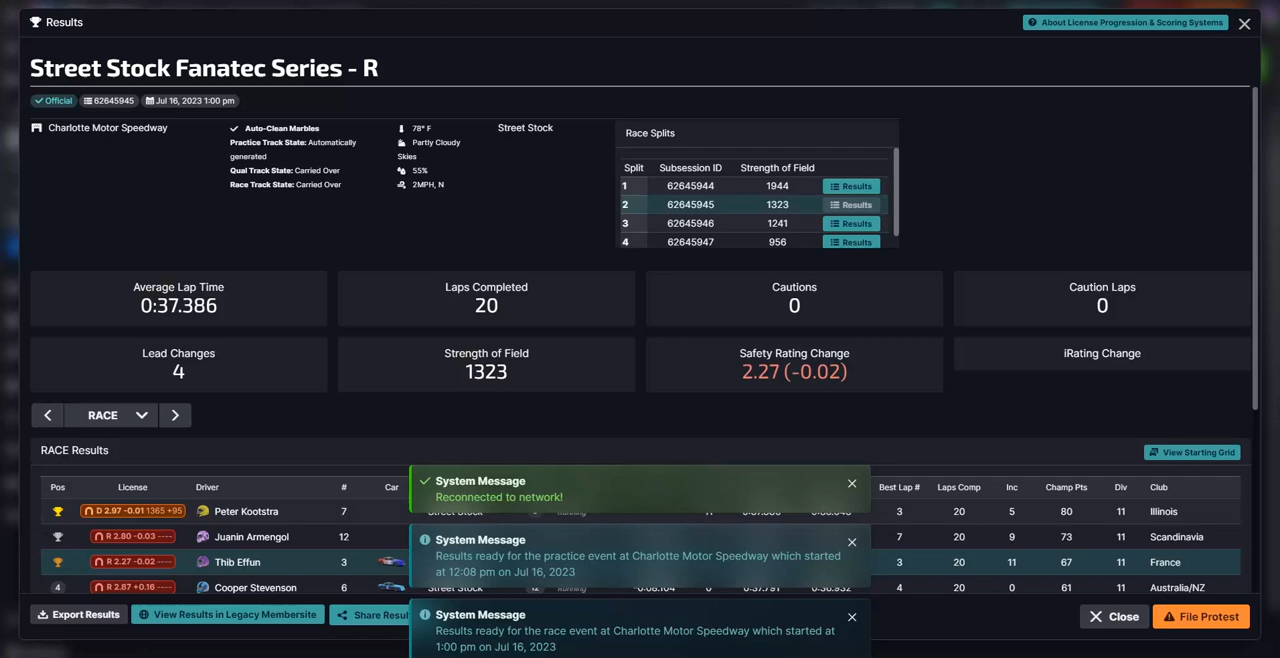 Results
About License Progression & Scoring Systems
Street Stock Fanatec Series - R
Official 62645945 Jul 16, 2023 1:00 pm
Charlotte Motor Speedway
Auto-Clean Marbles
Practice Track State: Automatically
generated
Qual Track State: Carried Over
Race Track State: Carried Over
78° F
Partly Cloudy
Skies
55%
2MPH, N
Street Stock
Race Splits
Split Subsession ID Strength of Field
1 62645944 1944 Results
2 62645945 1323 Results
3 62645946 1241 Results
4 62645947 956 Results
Average Lap Time
0:37.386
Laps Completed
20
Cautions
0
Caution Laps
0
Lead Changes
4
Strength of Field
1323
Safety Rating Change
2.27 (-0.02)
iRating Change
RACE
RACE Results
View Starting Grid
Pos License Driver # Car Best Lap # Laps Comp Inc Champ Pts Div Club
D 2.97 -0.01 1365 +95 Peter Kootstra 7 3 20 5 80 11 Illinois
R 2.80 -0.03 ---- Juanin Armengol 12 7 20 9 73 11 Scandinavia
R 2.27 -0.02 ---- Thib Effun 3 3 20 11 67 11 France
4 R 2.87 +0.16 ---- Cooper Stevenson 6 4 20 0 61 11 Australia/NZ
System Message
Reconnected to network!
System Message
Results ready for the practice event at Charlotte Motor Speedway which started
at 12:08 pm on Jul 16, 2023
System Message
Results ready for the race event at Charlotte Motor Speedway which started at
1:00 pm on Jul 16, 2023
Export Results
View Results in Legacy Membersite
Share Resul
Close
File Protest